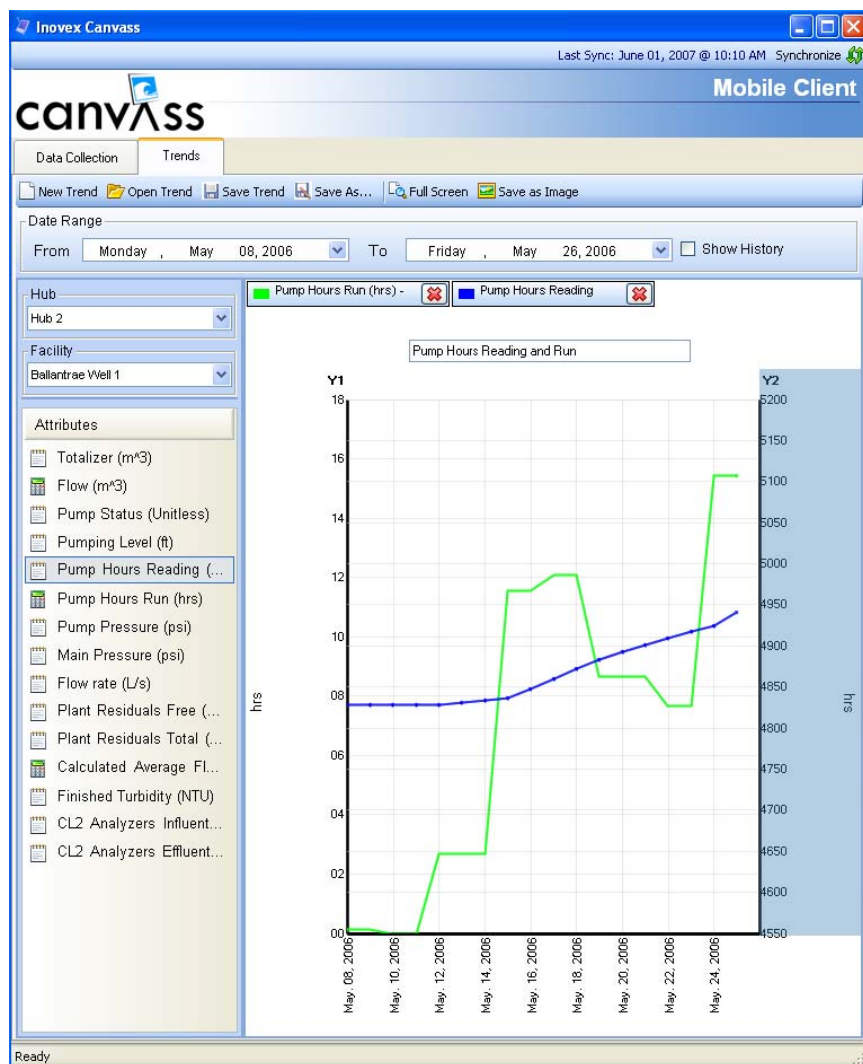 Inovex Canvass
Last Sync: June 01, 2007 @ 10:10 AM Synchronize
canvass
Mobile Client
Data Collection Trends
New Trend Open Trend Save Trend Save As... Full Screen Save as Image
Date Range
From Monday , May 08, 2006 To Friday , May 26, 2006 Show History
Hub
Hub 2
Facility
Ballantrae Well 1
Attributes
Totalizer (m^3)
Flow (m^3)
Pump Status (Unitless)
Pumping Level (ft)
Pump Hours Reading (...
Pump Hours Run (hrs)
Pump Pressure (psi)
Main Pressure (psi)
Flow rate (L/s)
Plant Residuals Free (...
Plant Residuals Total (...
Calculated Average Fl...
Finished Turbidity (NTU)
CL2 Analyzers Influent...
CL2 Analyzers Effluent...
Pump Hours Run (hrs) - Pump Hours Reading
Pump Hours Reading and Run
Y1
18
16
14
12
10
08
06
04
02
00
hrs
Y2
5200
5150
5100
5050
5000
4950
4900
4850
4800
4750
4700
4650
4600
4550
hrs
May. 08, 2006
May. 10, 2006
May. 12, 2006
May. 14, 2006
May. 16, 2006
May. 18, 2006
May. 20, 2006
May. 22, 2006
May. 24, 2006
Ready